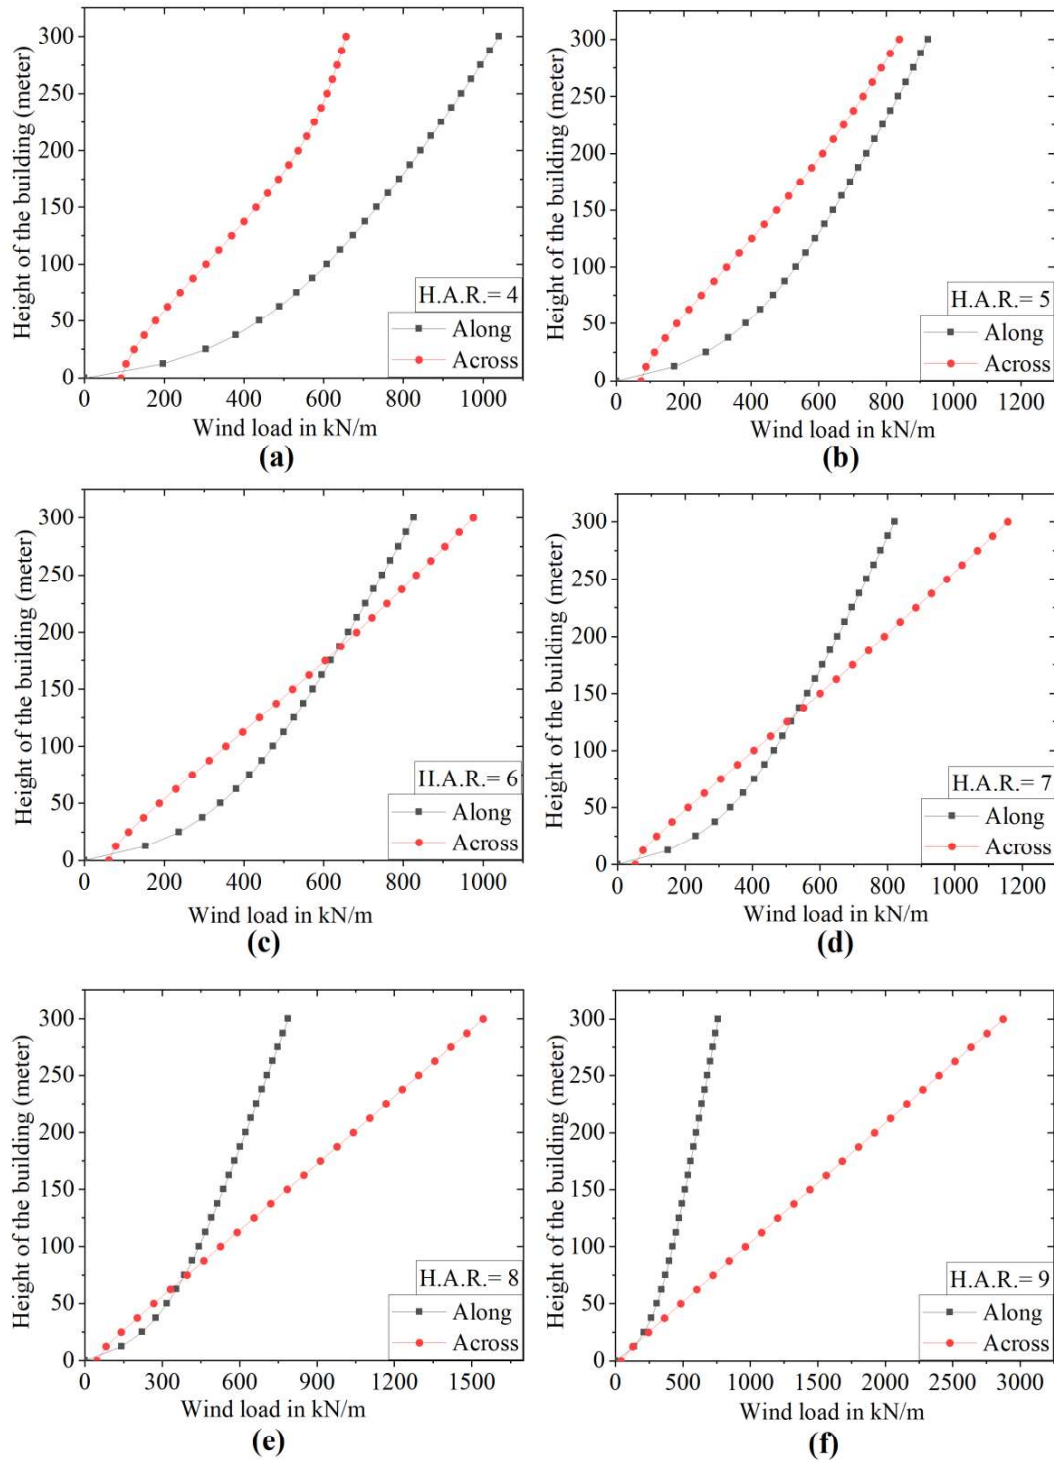 Height of the building (meter)
300
250
200
150
100
50
0
0 200 400 600 800 1000
H.A.R.= 4
Along
Across
Wind load in kN/m
(a)
Height of the building (meter)
300
250
200
150
100
50
0
0 200 400 600 800 1000 1200
H.A.R.= 5
Along
Across
Wind load in kN/m
(b)
Height of the building (meter)
300
250
200
150
100
50
0
0 200 400 600 800 1000
H.A.R.= 6
Along
Across
Wind load in kN/m
(c)
Height of the building (meter)
300
250
200
150
100
50
0
0 200 400 600 800 1000 1200
H.A.R.= 7
Along
Across
Wind load in kN/m
(d)
Height of the building (meter)
300
250
200
150
100
50
0
0 300 600 900 1200 1500
H.A.R.= 8
Along
Across
Wind load in kN/m
(e)
Height of the building (meter)
300
250
200
150
100
50
0
0 500 1000 1500 2000 2500 3000
H.A.R.= 9
Along
Across
Wind load in kN/m
(f)